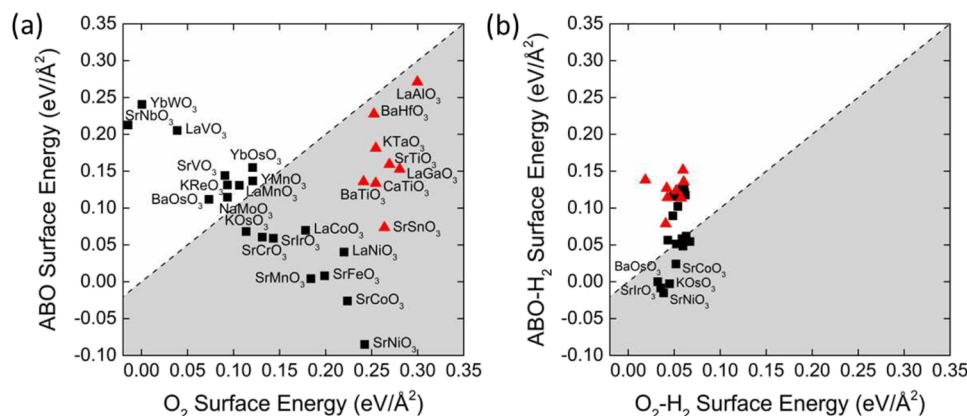 (a)
ABO Surface Energy (eV/Å²)
0.35
0.30
0.25
0.20
0.15
0.10
0.05
0.00
-0.05
-0.10
YbWO₃
SrNbO₃
LaVO₃
YbOsO₃
SrVO₃
YMnO₃
KReO₃
LaMnO₃
BaOsO₃
NaMoO₃
KOsO₃
SrCrO₃
SrIrO₃
LaCoO₃
LaNiO₃
SrMnO₃
SrFeO₃
SrCoO₃
SrNiO₃
LaAlO₃
BaHfO₃
KTaO₃
SrTiO₃
LaGaO₃
BaTiO₃
CaTiO₃
SrSnO₃
0.00 0.05 0.10 0.15 0.20 0.25 0.30 0.35
O₂ Surface Energy (eV/Å²)
(b)
ABO-H₂ Surface Energy (eV/Å²)
0.35
0.30
0.25
0.20
0.15
0.10
0.05
0.00
-0.05
-0.10
BaOsO₃
SrCoO₃
SrIrO₃
KOsO₃
SrNiO₃
0.00 0.05 0.10 0.15 0.20 0.25 0.30 0.35
O₂-H₂ Surface Energy (eV/Å²)